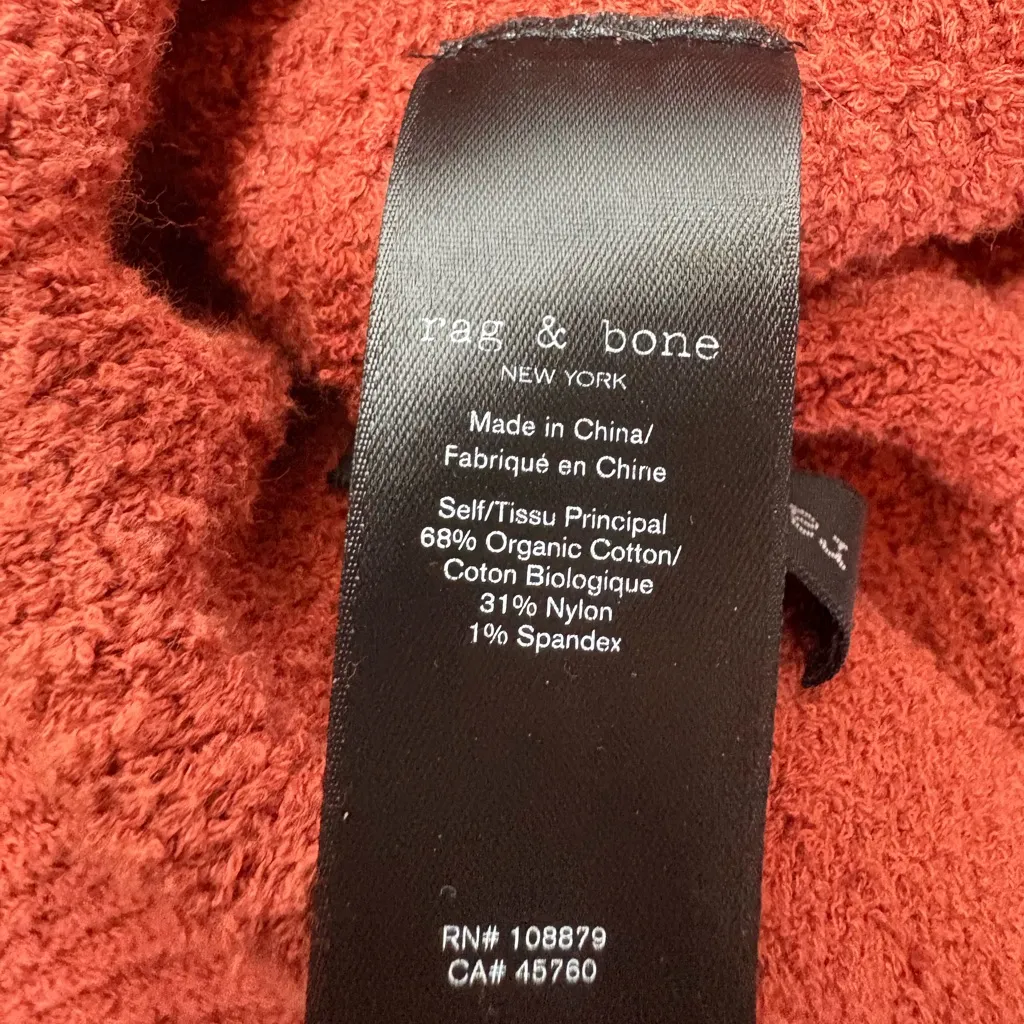 rag & bone
NEW YORK
Made in China/
Fabriqué en Chine
Self/Tissu Principal
68% Organic Cotton/
Coton Biologique
31% Nylon
1% Spandex
RN# 108879
CA# 45760